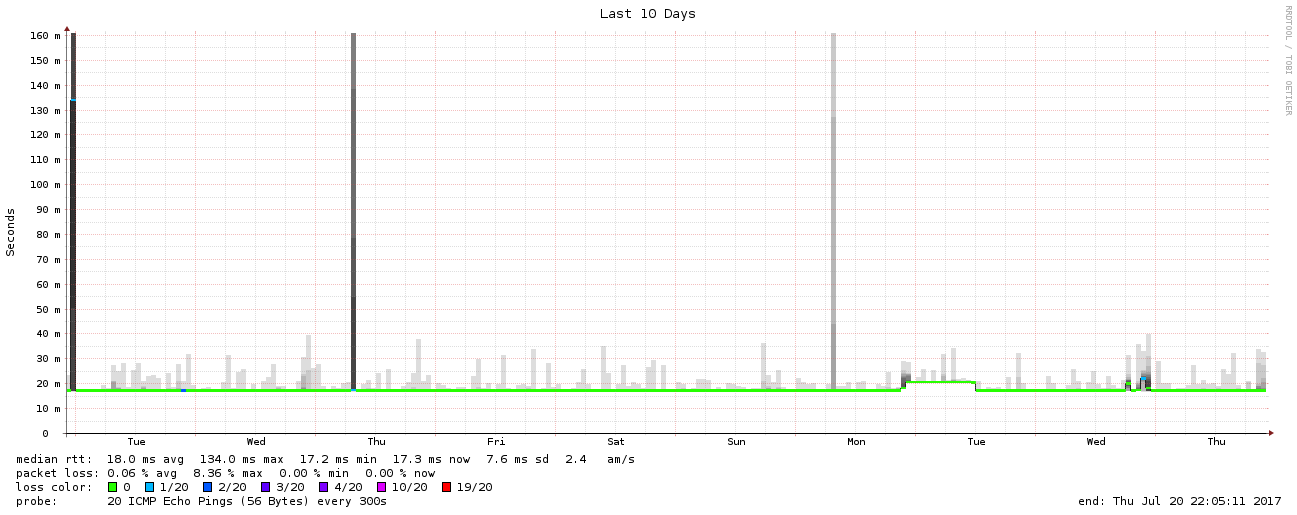 Last 10 Days
RRDTOOL / TOBI OETIKER
Seconds
160 m
150 m
140 m
130 m
120 m
110 m
100 m
90 m
80 m
70 m
60 m
50 m
40 m
30 m
20 m
10 m
0
Tue Wed Thu Fri Sat Sun Mon Tue Wed Thu
median rtt: 18.0 ms avg 134.0 ms max 17.2 ms min 17.3 ms now 7.6 ms sd 2.4 am/s
packet loss: 0.06 % avg 8.36 % max 0.00 % min 0.00 % now
loss color: 0 1/20 2/20 3/20 4/20 10/20 19/20
probe: 20 ICMP Echo Pings (56 Bytes) every 300s end: Thu Jul 20 22:05:11 2017